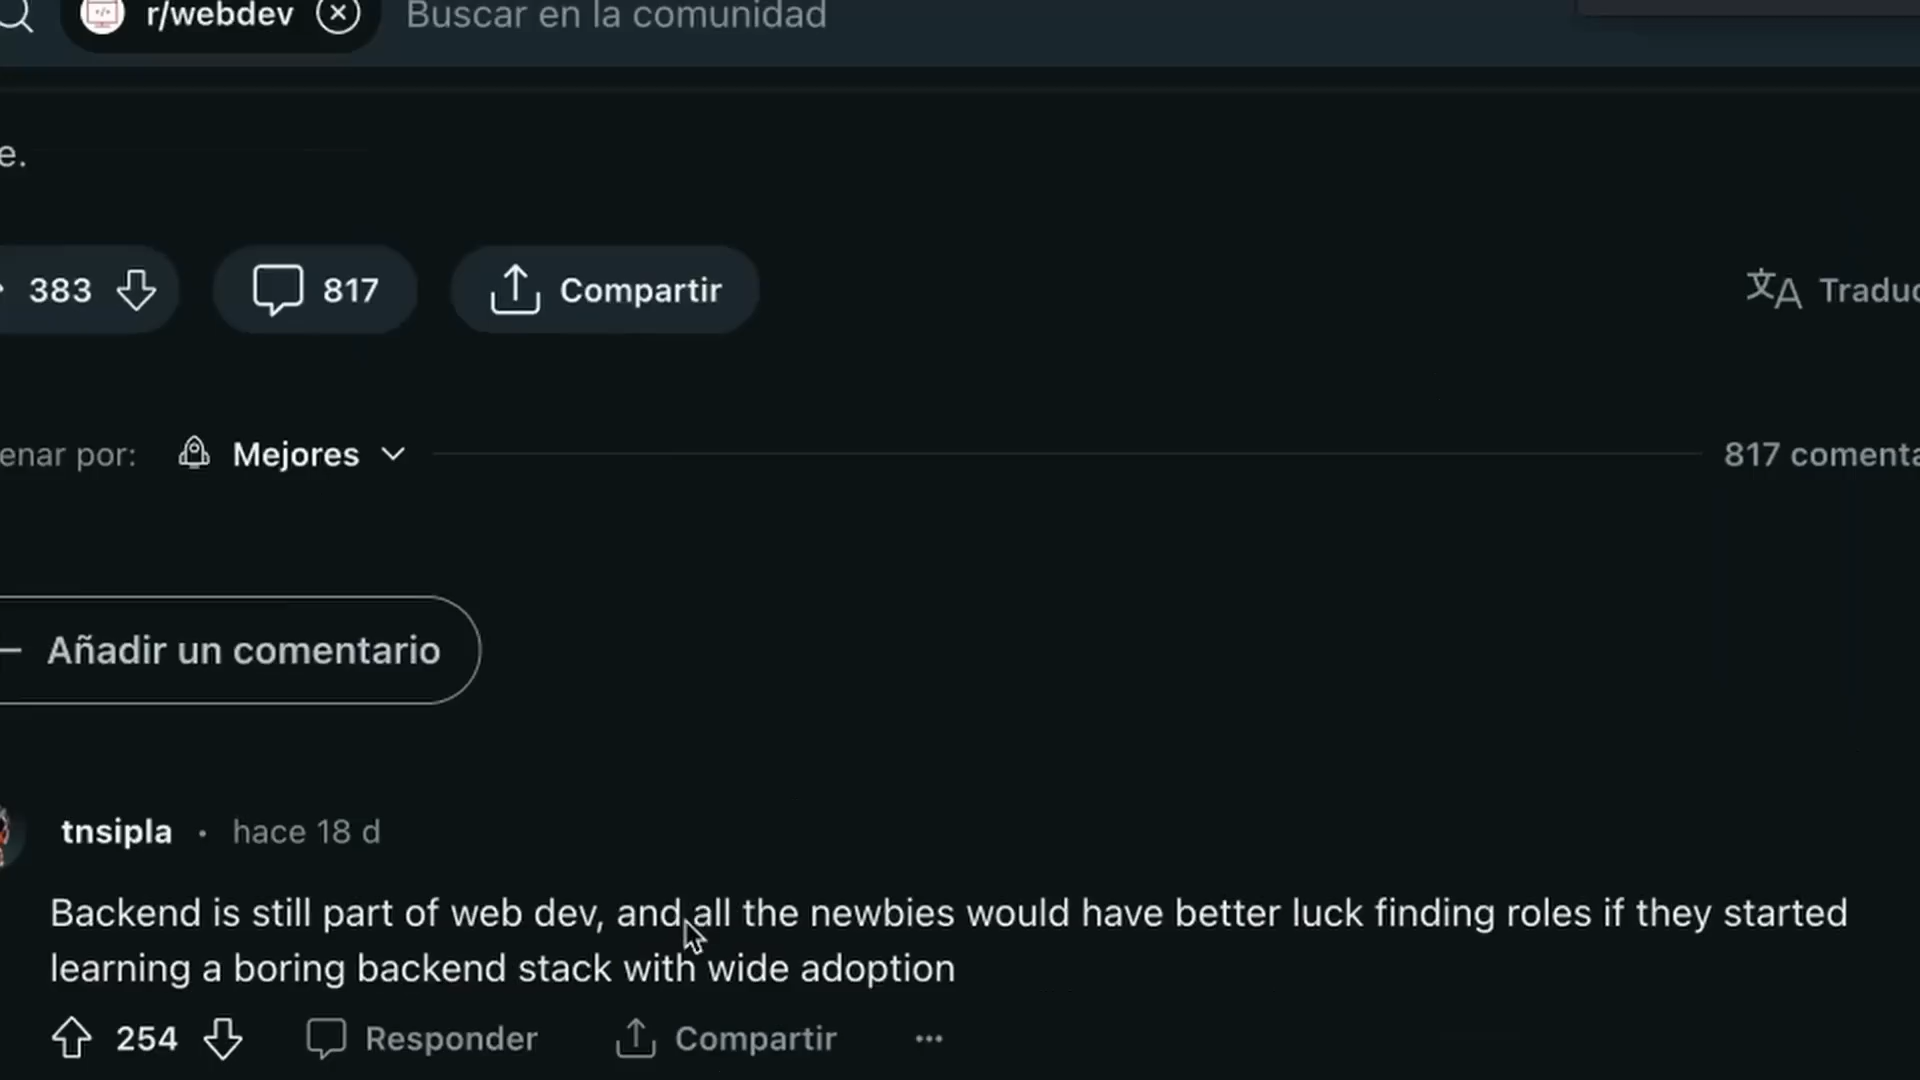 r/webdev Buscar en la comunidad
e.
383 817 Compartir
enar por: Mejores 817 comenta
Añadir un comentario
tnsipla · hace 18 d
Backend is still part of web dev, and all the newbies would have better luck finding roles if they started
learning a boring backend stack with wide adoption
254 Responder Compartir ···